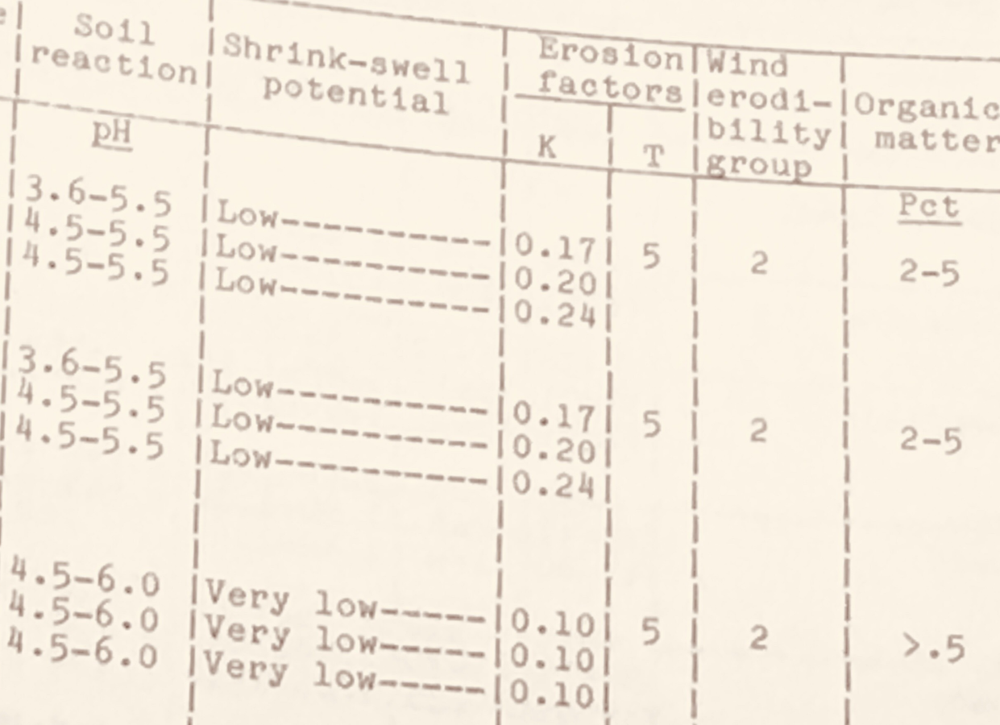 Soil reaction | Shrink-swell potential | Erosion factors | Wind erodi-bility group | Organic matter
K | T
pH | Pct
3.6-5.5 | Low---------- | 0.17 | 5 | 2 | 2-5
4.5-5.5 | Low---------- | 0.20
4.5-5.5 | Low---------- | 0.24
3.6-5.5 | Low---------- | 0.17 | 5 | 2 | 2-5
4.5-5.5 | Low---------- | 0.20
4.5-5.5 | Low---------- | 0.24
4.5-6.0 | Very low----- | 0.10 | 5 | 2 | >.5
4.5-6.0 | Very low----- | 0.10
4.5-6.0 | Very low----- | 0.10